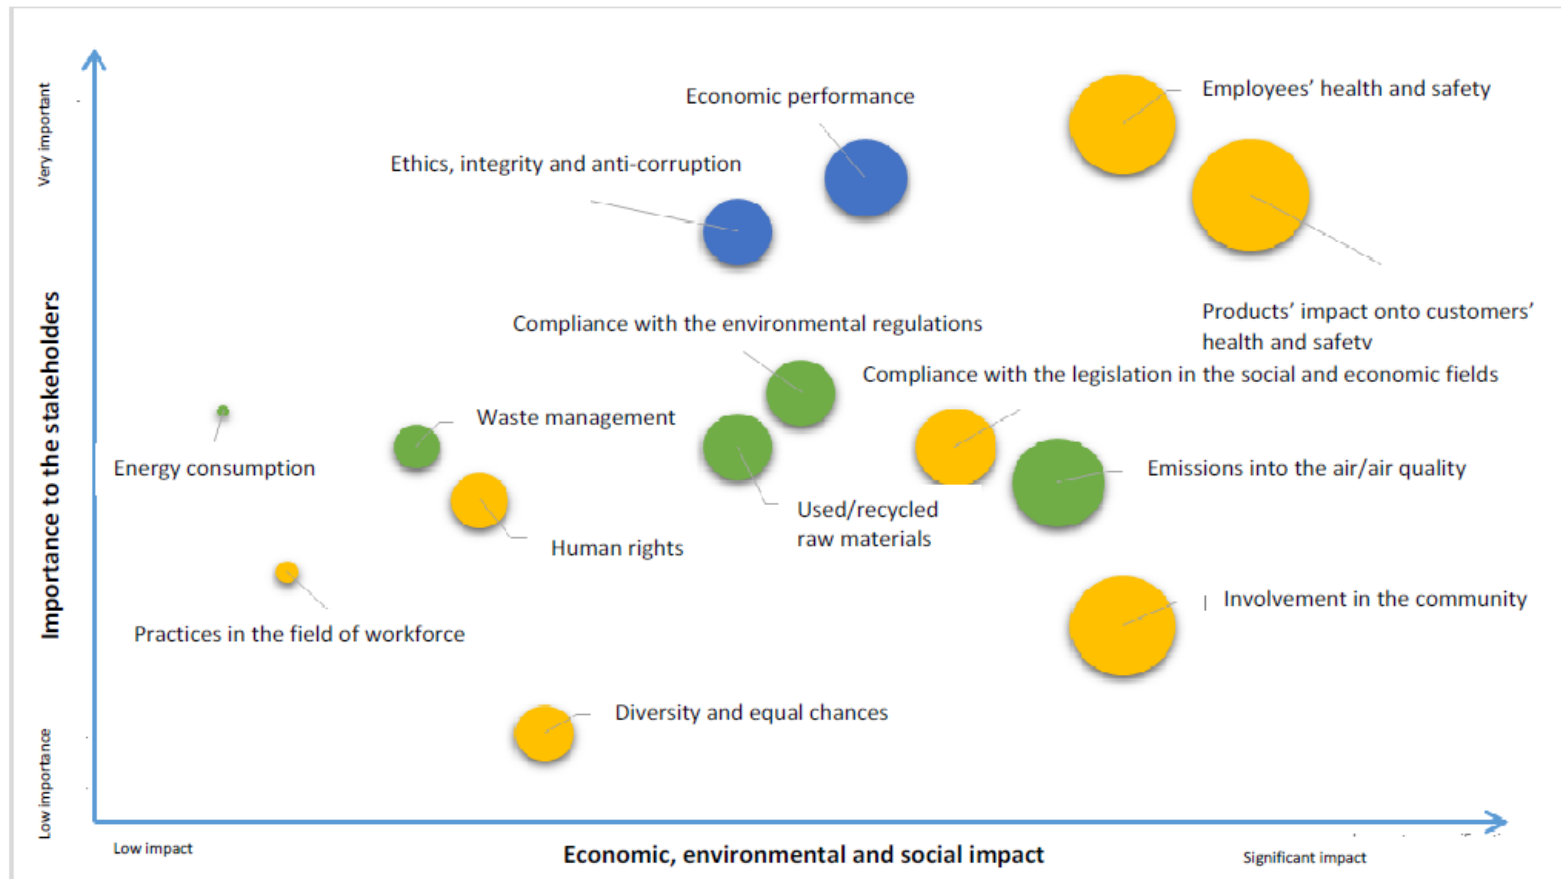 Very important
Economic performance
Employees' health and safety
Ethics, integrity and anti-corruption
Products' impact onto customers'
health and safety
Compliance with the environmental regulations
Compliance with the legislation in the social and economic fields
Waste management
Energy consumption
Emissions into the air/air quality
Used/recycled
raw materials
Human rights
Importance to the stakeholders
Practices in the field of workforce
Involvement in the community
Diversity and equal chances
Low importance
Low impact
Economic, environmental and social impact
Significant impact